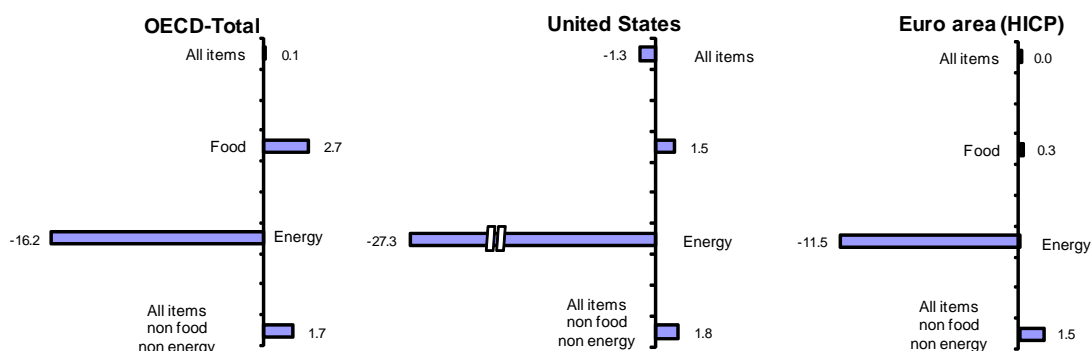 OECD-Total
All items
0.1
Food
2.7
-16.2
Energy
All items
non food
non energy
1.7
United States
-1.3
All items
1.5
-27.3
Energy
All items
non food
non energy
1.8
Euro area (HICP)
All items
0.0
Food
0.3
-11.5
Energy
All items
non food
non energy
1.5